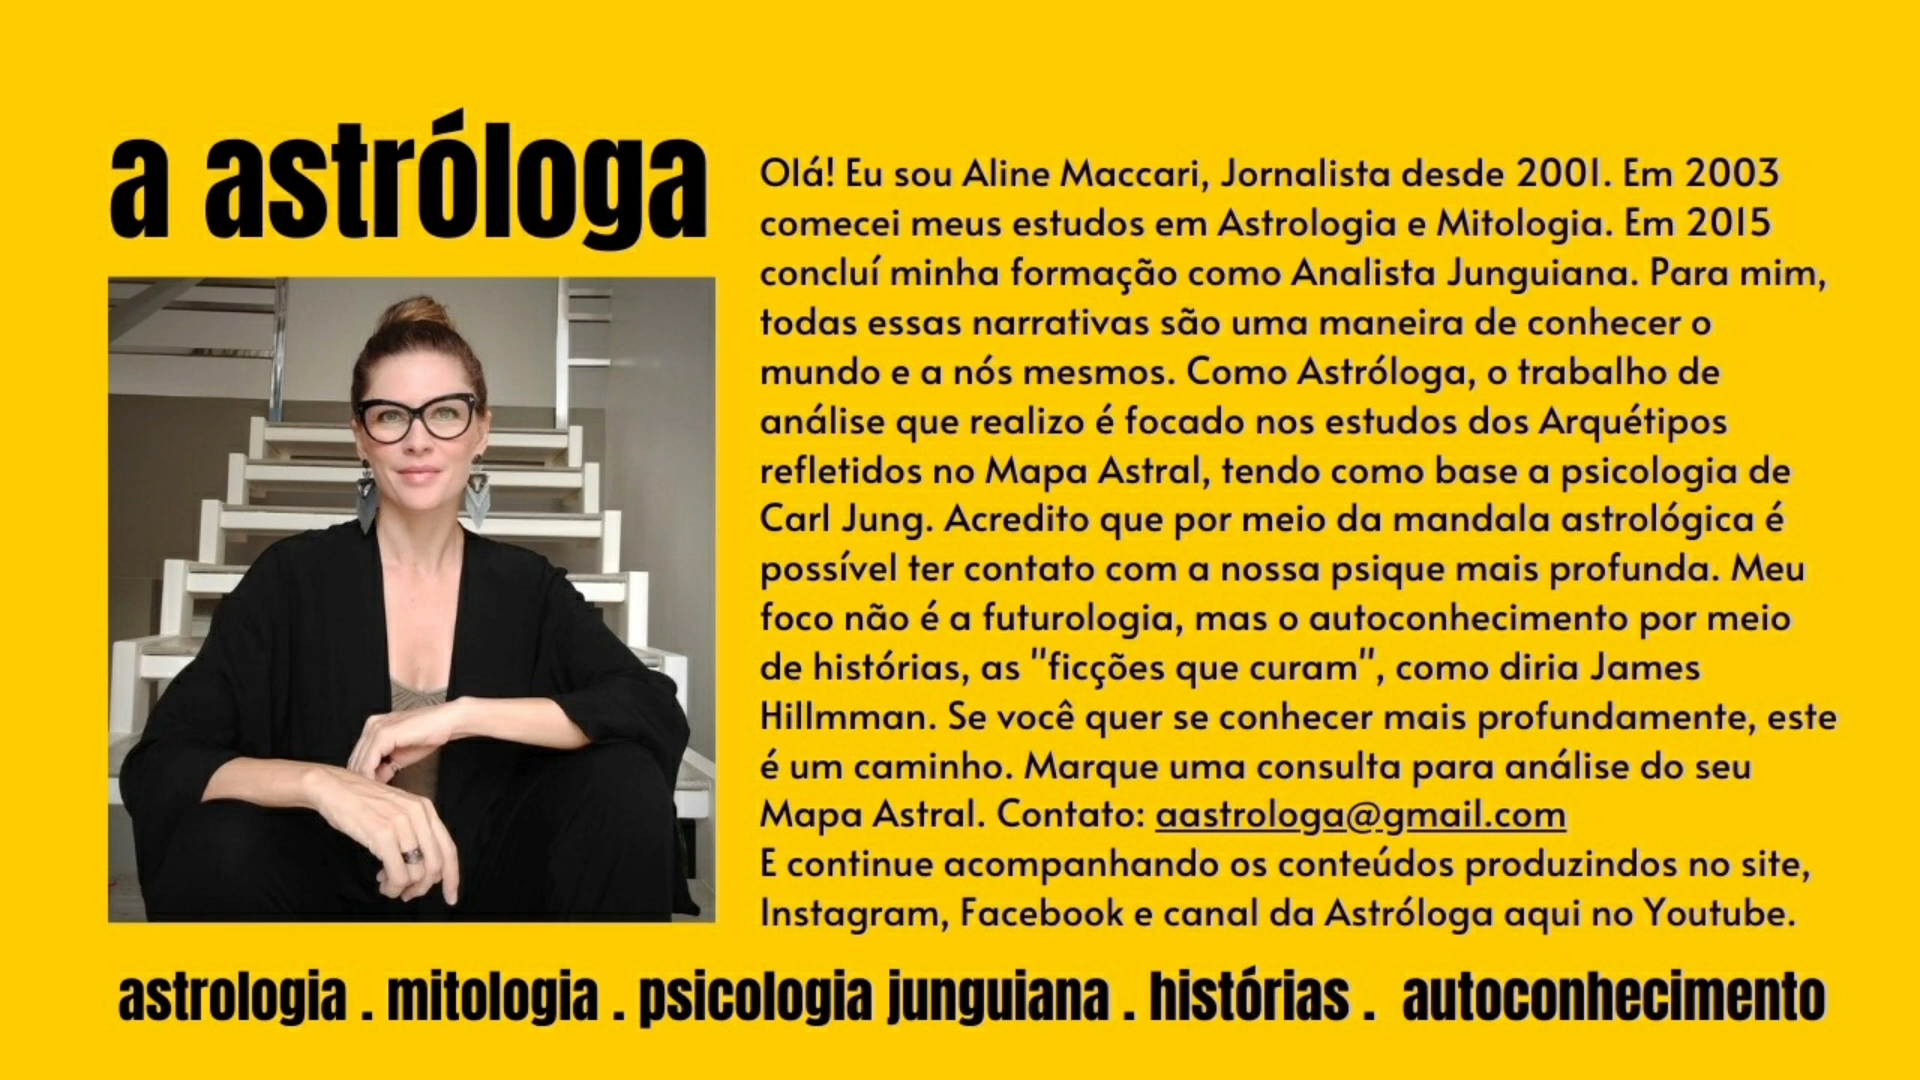 a astróloga
Olá! Eu sou Aline Maccari, Jornalista desde 2001. Em 2003
comecei meus estudos em Astrologia e Mitologia. Em 2015
concluí minha formação como Analista Junguiana. Para mim,
todas essas narrativas são uma maneira de conhecer o
mundo e a nós mesmos. Como Astróloga, o trabalho de
análise que realizo é focado nos estudos dos Arquétipos
refletidos no Mapa Astral, tendo como base a psicologia de
Carl Jung. Acredito que por meio da mandala astrológica é
possível ter contato com a nossa psique mais profunda. Meu
foco não é a futurologia, mas o autoconhecimento por meio
de histórias, as "ficções que curam", como diria James
Hillmman. Se você quer se conhecer mais profundamente, este
é um caminho. Marque uma consulta para análise do seu
Mapa Astral. Contato: aastrologa@gmail.com
E continue acompanhando os conteúdos produzindos no site,
Instagram, Facebook e canal da Astróloga aqui no Youtube.
astrologia . mitologia . psicologia junguiana . histórias . autoconhecimento